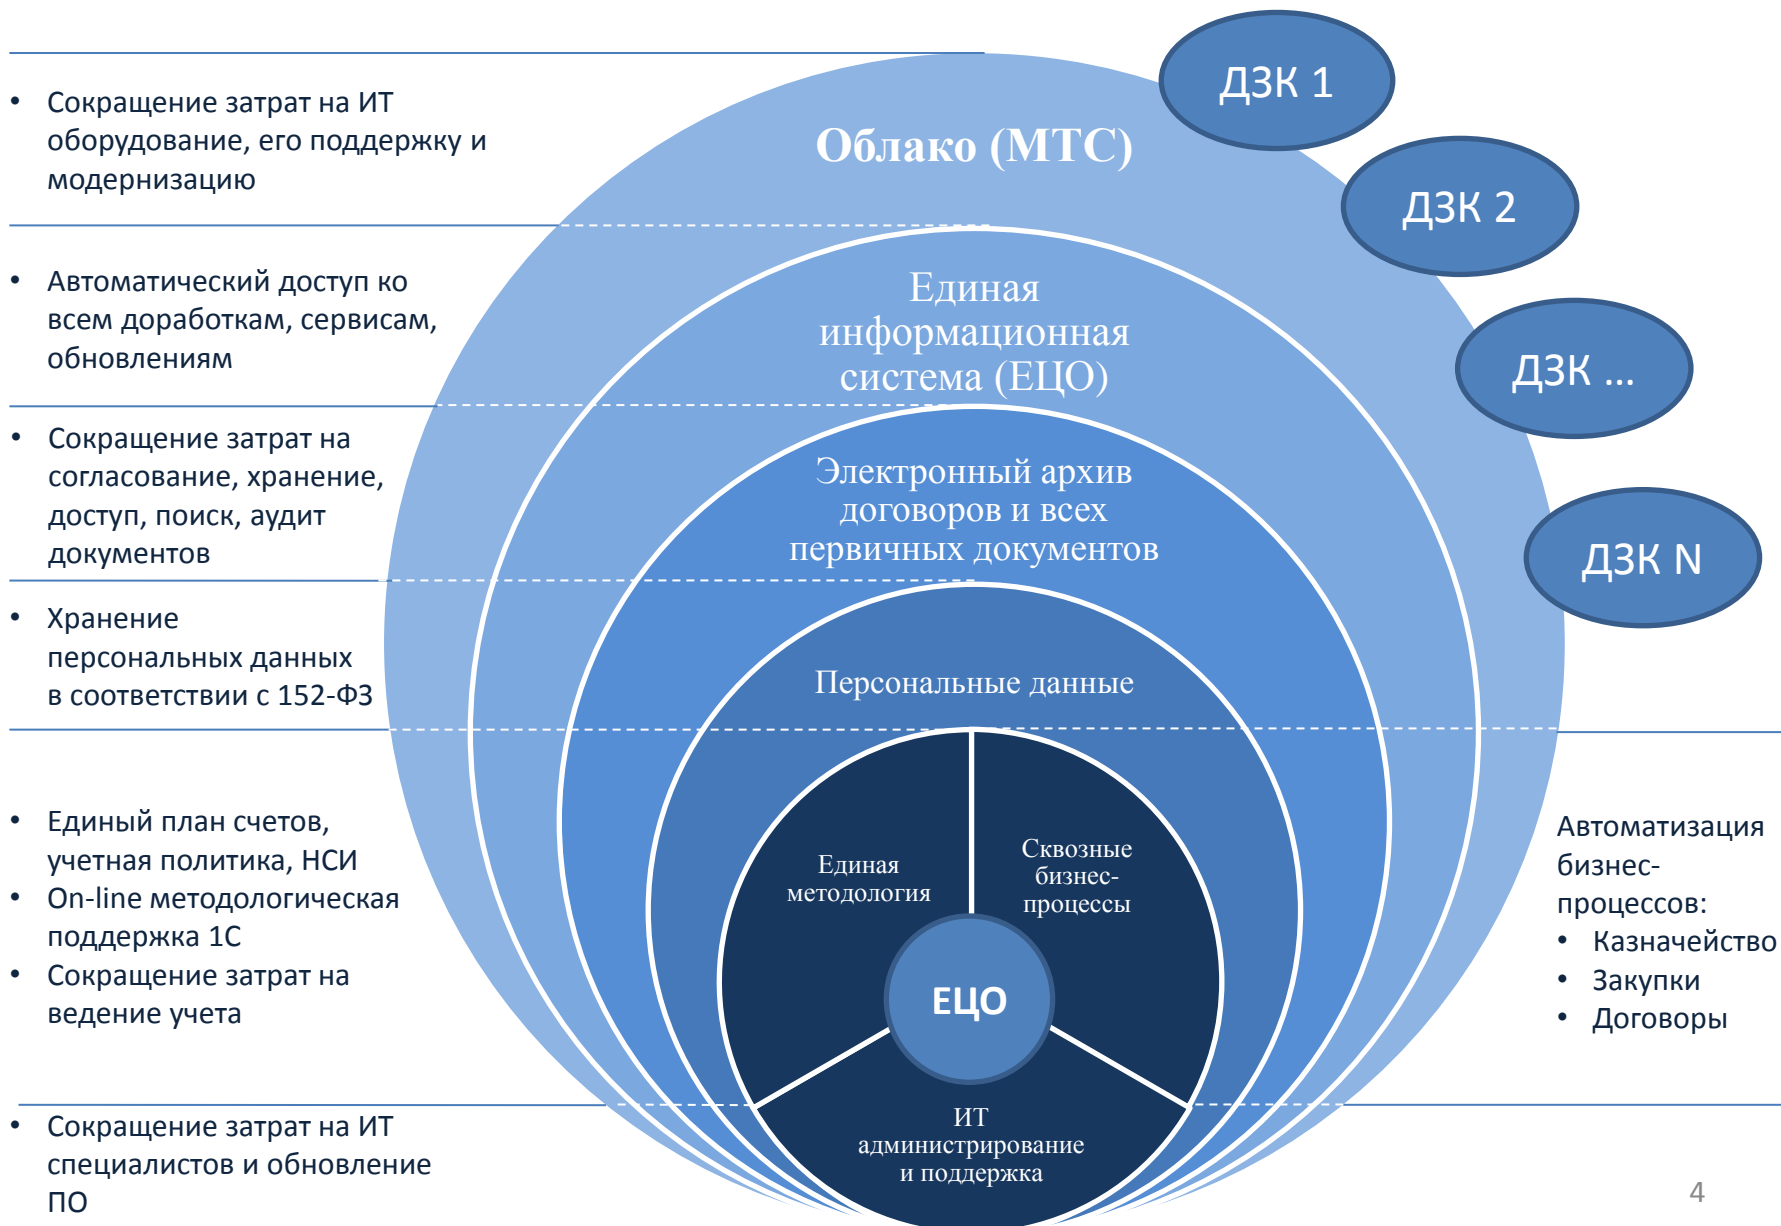 • Сокращение затрат на ИТ
оборудование, его поддержку и
модернизацию
• Автоматический доступ ко
всем доработкам, сервисам,
обновлениям
• Сокращение затрат на
согласование, хранение,
доступ, поиск, аудит
документов
• Хранение
персональных данных
в соответствии с 152-ФЗ
• Единый план счетов,
учетная политика, НСИ
• On-line методологическая
поддержка 1С
• Сокращение затрат на
ведение учета
• Сокращение затрат на ИТ
специалистов и обновление
ПО
Облако (МТС)
Единая
информационная
система (ЕЦО)
Электронный архив
договоров и всех
первичных документов
Персональные данные
Единая
методология
Сквозные
бизнес-
процессы
ЕЦО
ИТ
администрирование
и поддержка
ДЗК 1
ДЗК 2
ДЗК ...
ДЗК N
Автоматизация
бизнес-
процессов:
• Казначейство
• Закупки
• Договоры
4